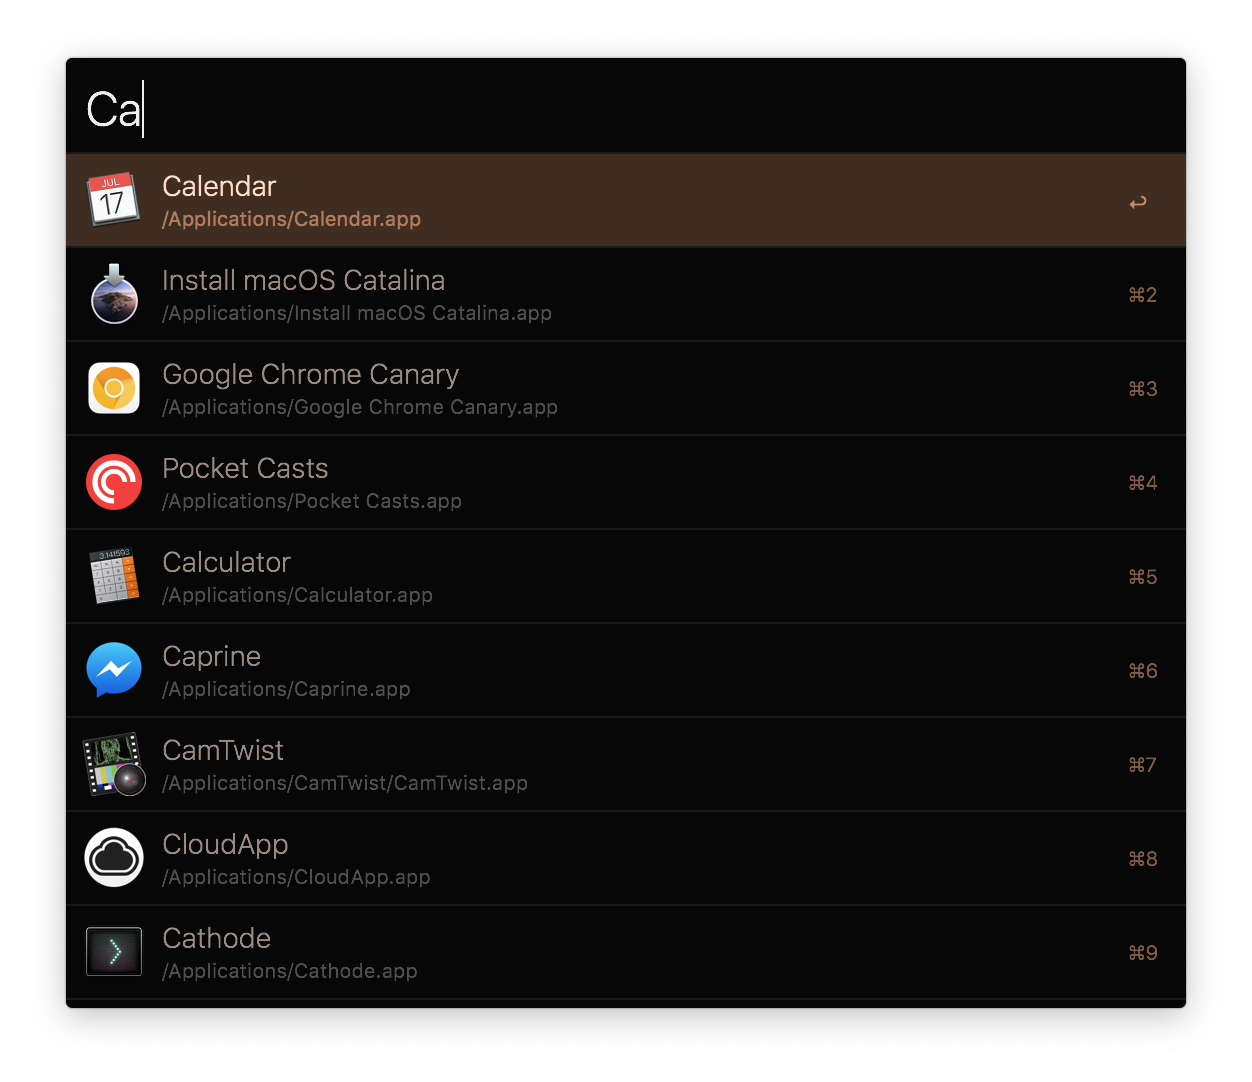 Ca
JUL
17
Calendar
/Applications/Calendar.app
↩
Install macOS Catalina
/Applications/Install macOS Catalina.app
⌘2
Google Chrome Canary
/Applications/Google Chrome Canary.app
⌘3
Pocket Casts
/Applications/Pocket Casts.app
⌘4
3.141593
Calculator
/Applications/Calculator.app
⌘5
Caprine
/Applications/Caprine.app
⌘6
CamTwist
/Applications/CamTwist/CamTwist.app
⌘7
CloudApp
/Applications/CloudApp.app
⌘8
Cathode
/Applications/Cathode.app
⌘9